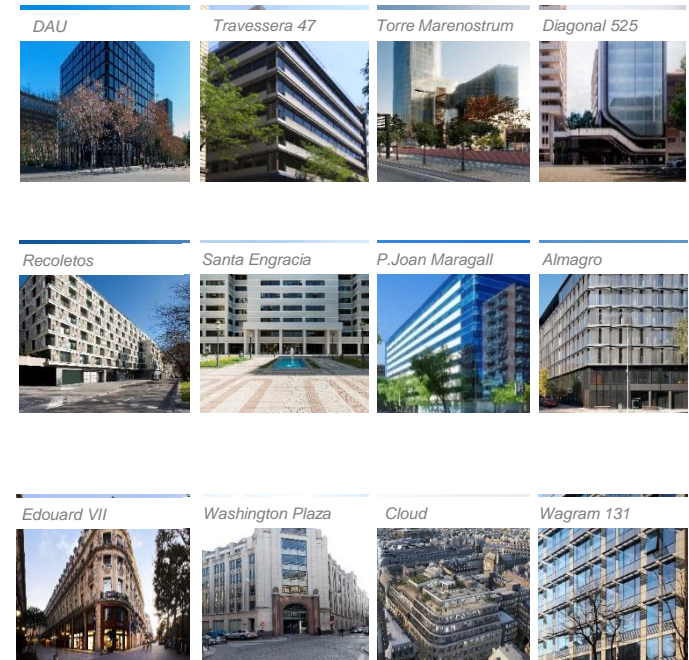 DAU
Travessera 47
Torre Marenostrum
Diagonal 525
Recoletos
Santa Engracia
P.Joan Maragall
Almagro
Edouard VII
Washington Plaza
Cloud
Wagram 131